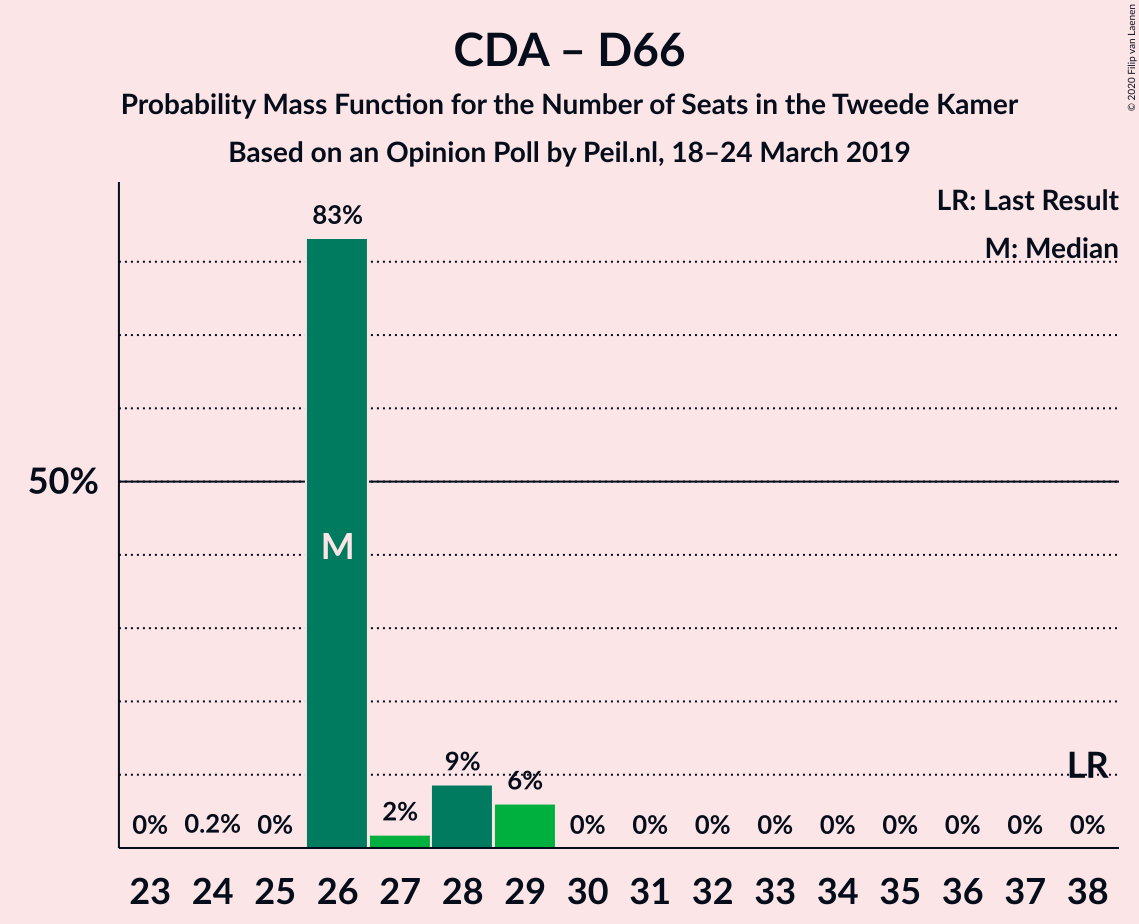 CDA – D66
Probability Mass Function for the Number of Seats in the Tweede Kamer
Based on an Opinion Poll by Peil.nl, 18–24 March 2019
© 2020 Filip van Laenen
LR: Last Result
M: Median
83%
50%
M
9%
6%
LR
2%
0% 0.2% 0% 0% 0% 0% 0% 0% 0% 0% 0% 0%
23 24 25 26 27 28 29 30 31 32 33 34 35 36 37 38